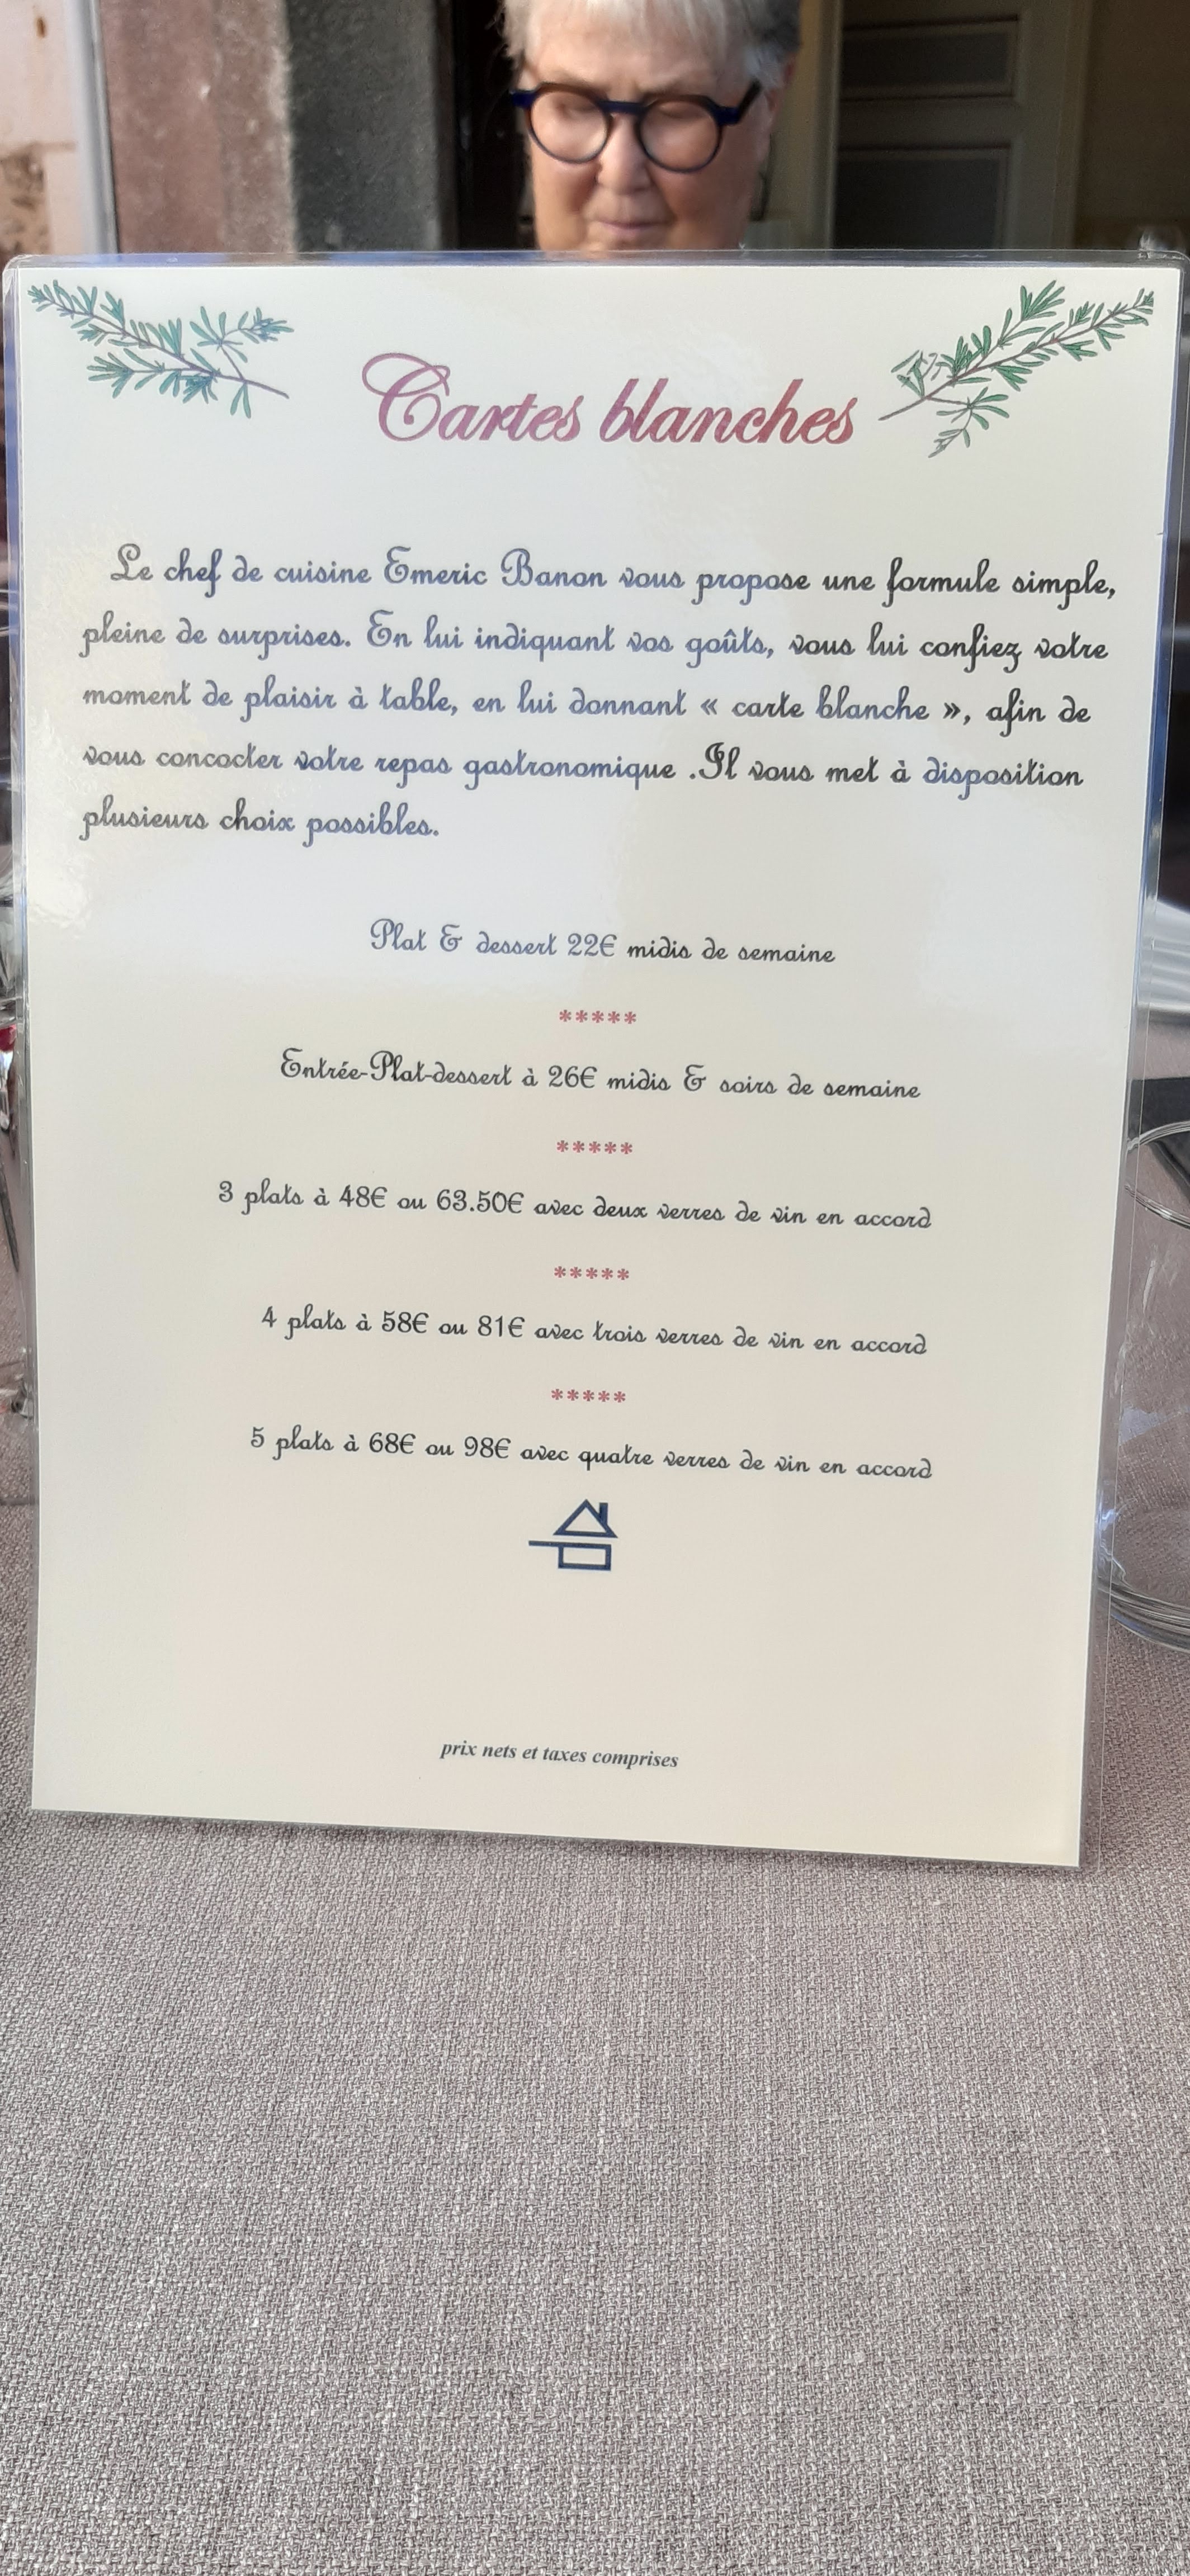 Cartes blanches
Le chef de cuisine Emeric Banon vous propose une formule simple,
pleine de surprises. En lui indiquant vos goûts, vous lui confiez votre
moment de plaisir à table, en lui donnant « carte blanche », afin de
vous concocter votre repas gastronomique .Il vous met à disposition
plusieurs choix possibles.
Plat & dessert 22€ midis de semaine
*****
Entrée-Plat-dessert à 26€ midis & soirs de semaine
*****
3 plats à 48€ ou 63.50€ avec deux verres de vin en accord
*****
4 plats à 58€ ou 81€ avec trois verres de vin en accord
*****
5 plats à 68€ ou 98€ avec quatre verres de vin en accord
prix nets et taxes comprises